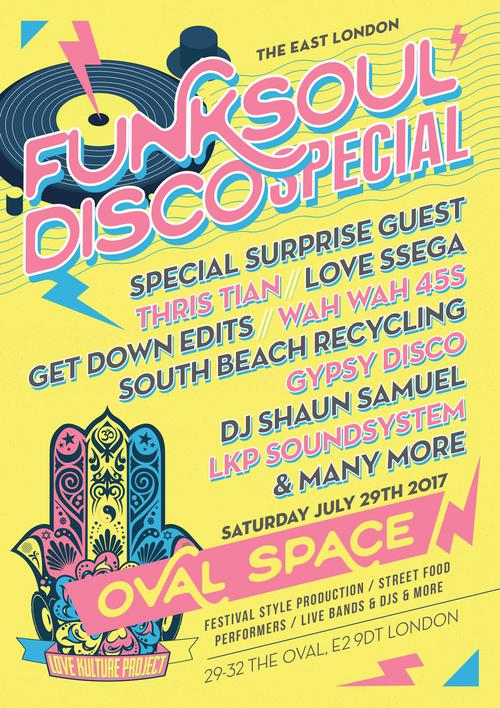 THE EAST LONDON
FUNKSOUL
DISCO SPECIAL
SPECIAL SURPRISE GUEST
THRIS TIAN // LOVE SSEGA
GET DOWN EDITS // WAH WAH 45S
SOUTH BEACH RECYCLING
GYPSY DISCO
DJ SHAUN SAMUEL
LKP SOUNDSYSTEM
& MANY MORE
SATURDAY JULY 29TH 2017
OVAL SPACE
FESTIVAL STYLE PRODUCTION / STREET FOOD
PERFORMERS / LIVE BANDS & DJS & MORE
29-32 THE OVAL, E2 9DT LONDON
LOVE KULTURE PROJECT